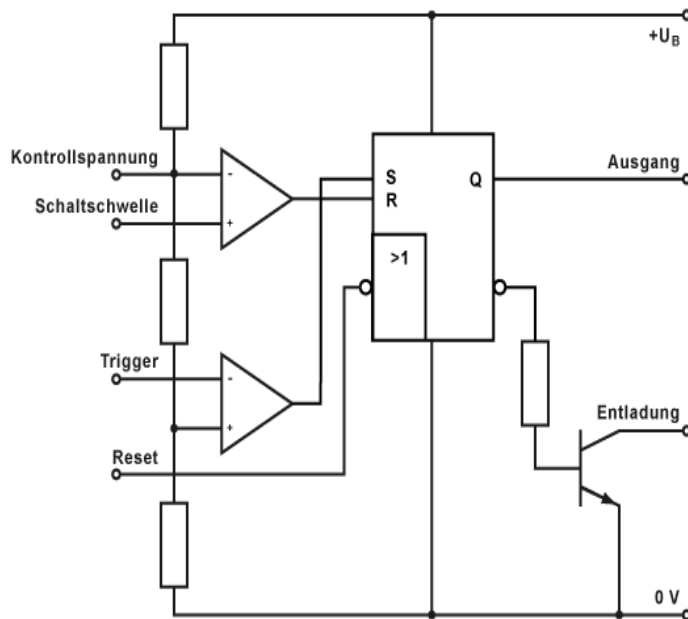 +U_B
Kontrollspannung
-
Ausgang
S
Q
R
Schaltschwelle
+
>1
Trigger
-
+
Entladung
Reset
0 V